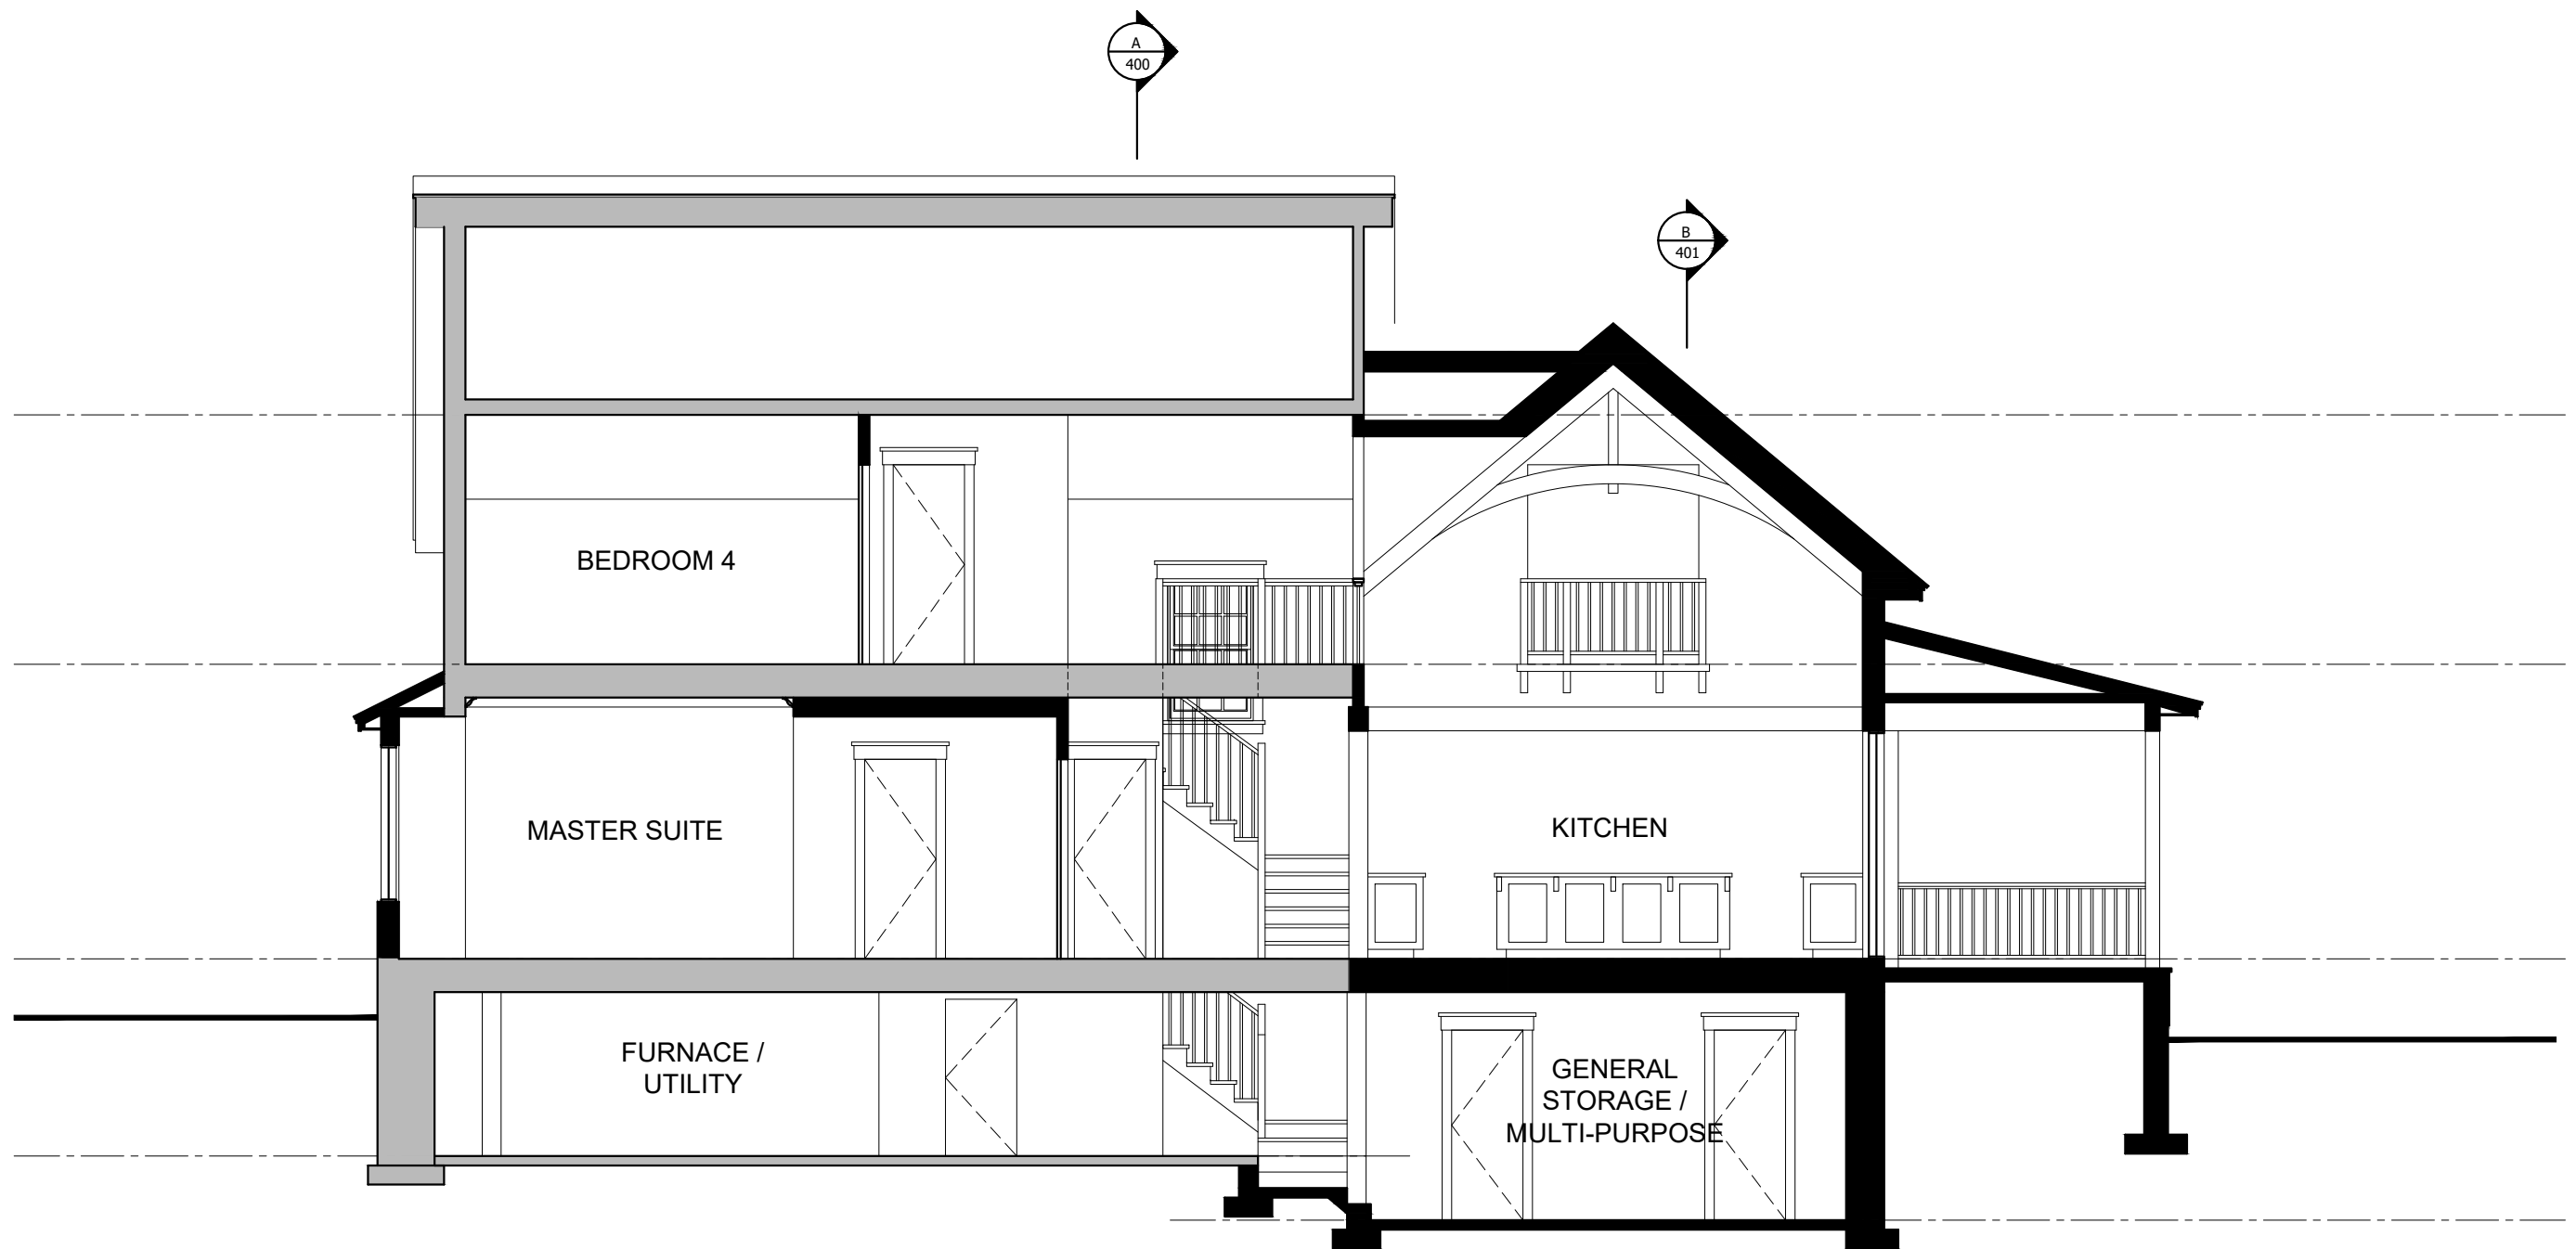 A
400
B
401
BEDROOM 4
MASTER SUITE
KITCHEN
FURNACE /
UTILITY
GENERAL
STORAGE /
MULTI-PURPOSE